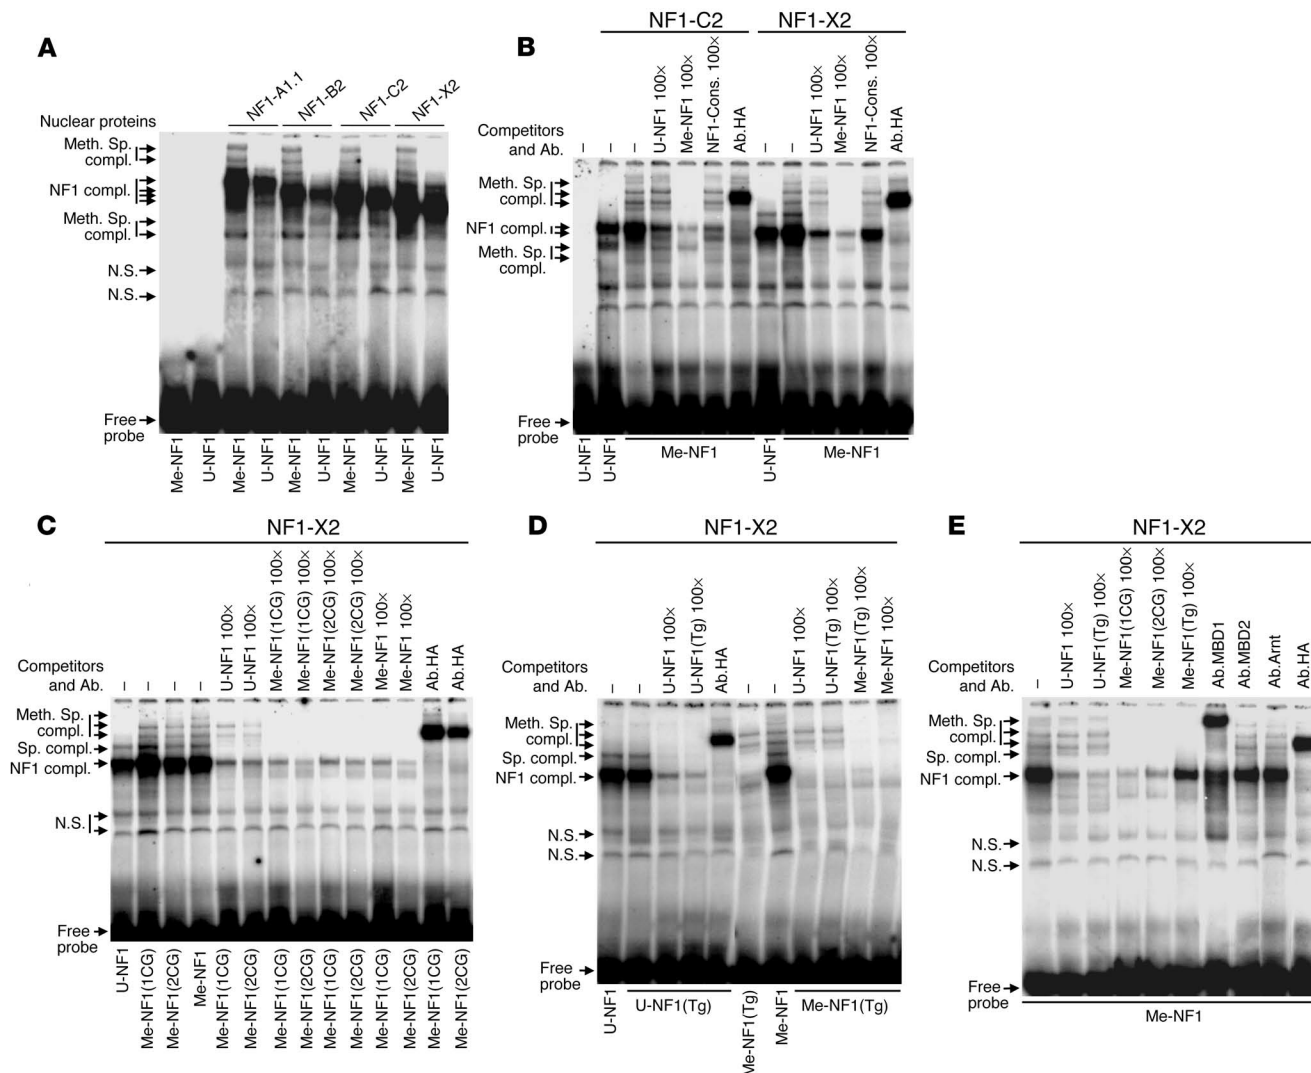 A
Nuclear proteins
NF1-A1.1
NF1-B2
NF1-C2
NF1-X2
Meth. Sp.
compl.
NF1 compl.
Meth. Sp.
compl.
N.S.
N.S.
Free
probe
Me-NF1
U-NF1
Me-NF1
U-NF1
Me-NF1
U-NF1
Me-NF1
U-NF1
Me-NF1
U-NF1
B
NF1-C2
NF1-X2
Competitors
and Ab.
–
–
–
U-NF1 100×
Me-NF1 100×
NF1-Cons. 100×
Ab.HA
–
–
U-NF1 100×
Me-NF1 100×
NF1-Cons. 100×
Ab.HA
Meth. Sp.
compl.
NF1 compl.
Meth. Sp.
compl.
Free
probe
U-NF1
U-NF1
Me-NF1
U-NF1
Me-NF1
C
NF1-X2
Competitors
and Ab.
–
–
–
–
U-NF1 100×
U-NF1 100×
Me-NF1(1CG) 100×
Me-NF1(1CG) 100×
Me-NF1(2CG) 100×
Me-NF1(2CG) 100×
Me-NF1 100×
Me-NF1 100×
Ab.HA
Ab.HA
Meth. Sp.
compl.
Sp. compl.
NF1 compl.
N.S.
Free
probe
U-NF1
Me-NF1(1CG)
Me-NF1(2CG)
Me-NF1
Me-NF1(1CG)
Me-NF1(2CG)
Me-NF1(1CG)
Me-NF1(2CG)
Me-NF1(1CG)
Me-NF1(2CG)
Me-NF1(1CG)
Me-NF1(2CG)
Me-NF1(1CG)
Me-NF1(2CG)
D
NF1-X2
Competitors
and Ab.
–
–
U-NF1 100×
U-NF1(Tg) 100×
Ab.HA
–
–
U-NF1 100×
U-NF1(Tg) 100×
Me-NF1(Tg) 100×
Me-NF1 100×
Meth. Sp.
compl.
Sp. compl.
NF1 compl.
N.S.
N.S.
Free
probe
U-NF1
U-NF1(Tg)
Me-NF1(Tg)
Me-NF1
Me-NF1(Tg)
E
NF1-X2
Competitors
and Ab.
–
U-NF1 100×
U-NF1(Tg) 100×
Me-NF1(1CG) 100×
Me-NF1(2CG) 100×
Me-NF1(Tg) 100×
Ab.MBD1
Ab.MBD2
Ab.Arnt
Ab.HA
Meth. Sp.
compl.
Sp. compl.
NF1 compl.
N.S.
N.S.
Free
probe
Me-NF1